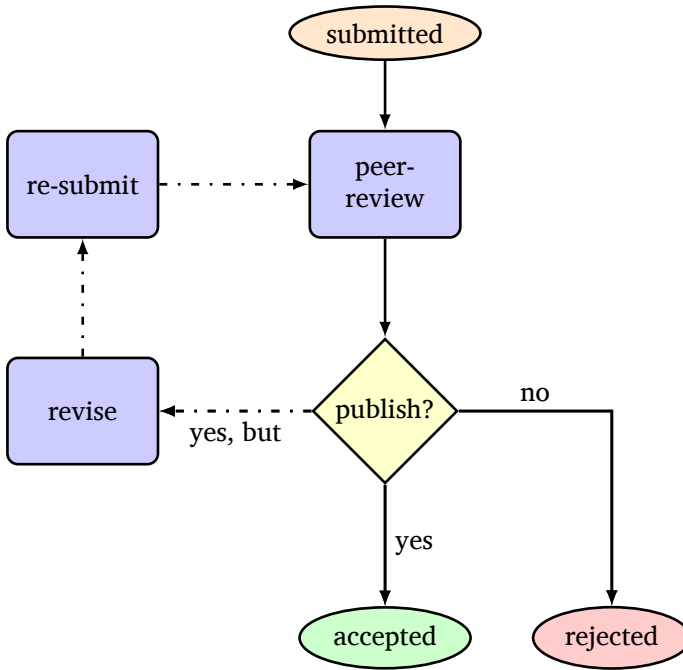 submitted
re-submit
peer-
review
revise
publish?
yes, but
no
yes
accepted
rejected